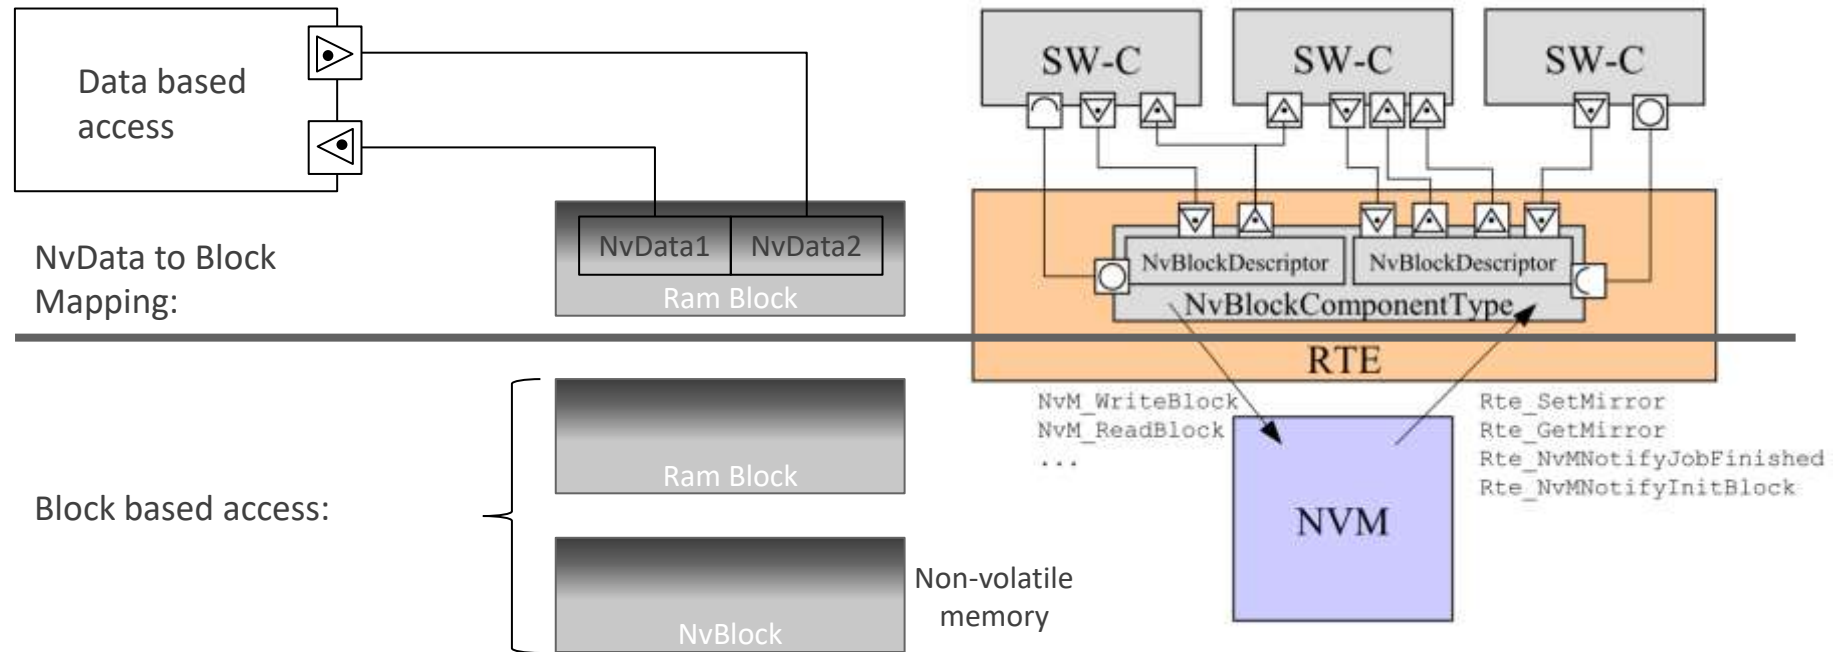 Data based
access
NvData to Block
Mapping:
NvData1 NvData2
Ram Block
Block based access:
Ram Block
NvBlock
Non-volatile
memory
SW-C SW-C SW-C
NvBlockDescriptor NvBlockDescriptor
NvBlockComponentType
RTE
NvM_WriteBlock
NvM_ReadBlock
...
Rte_SetMirror
Rte_GetMirror
Rte_NvMNotifyJobFinished
Rte_NvMNotifyInitBlock
NVM